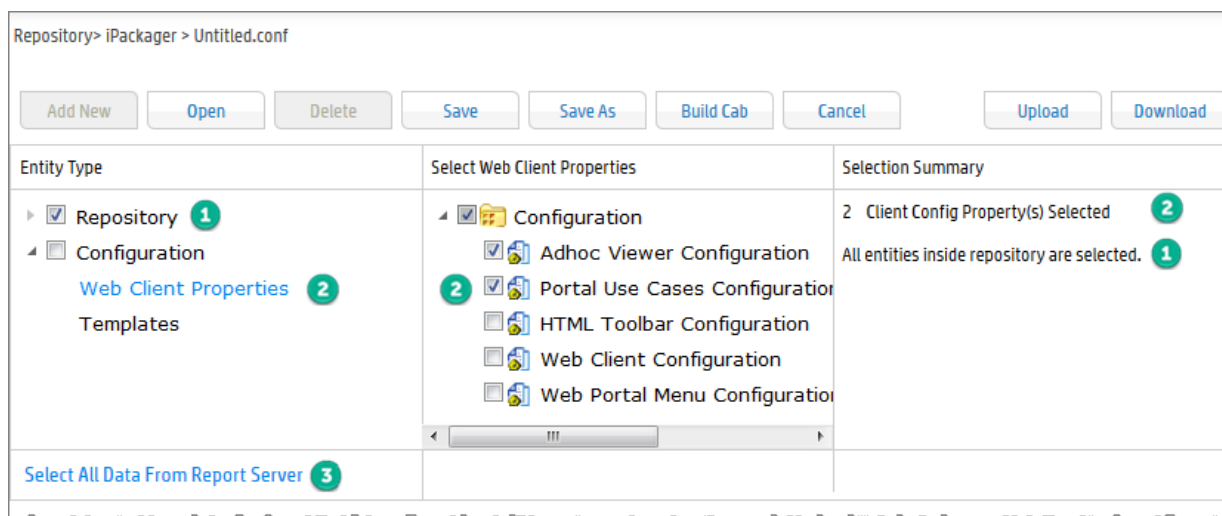 Repository> iPackager > Untitled.conf
Add New Open Delete Save Save As Build Cab Cancel Upload Download
Entity Type
Repository 1
Configuration
Web Client Properties 2
Templates
Select All Data From Report Server 3
Select Web Client Properties
Configuration
Adhoc Viewer Configuration
2 Portal Use Cases Configuration
HTML Toolbar Configuration
Web Client Configuration
Web Portal Menu Configuration
Selection Summary
2 Client Config Property(s) Selected 2
All entities inside repository are selected. 1